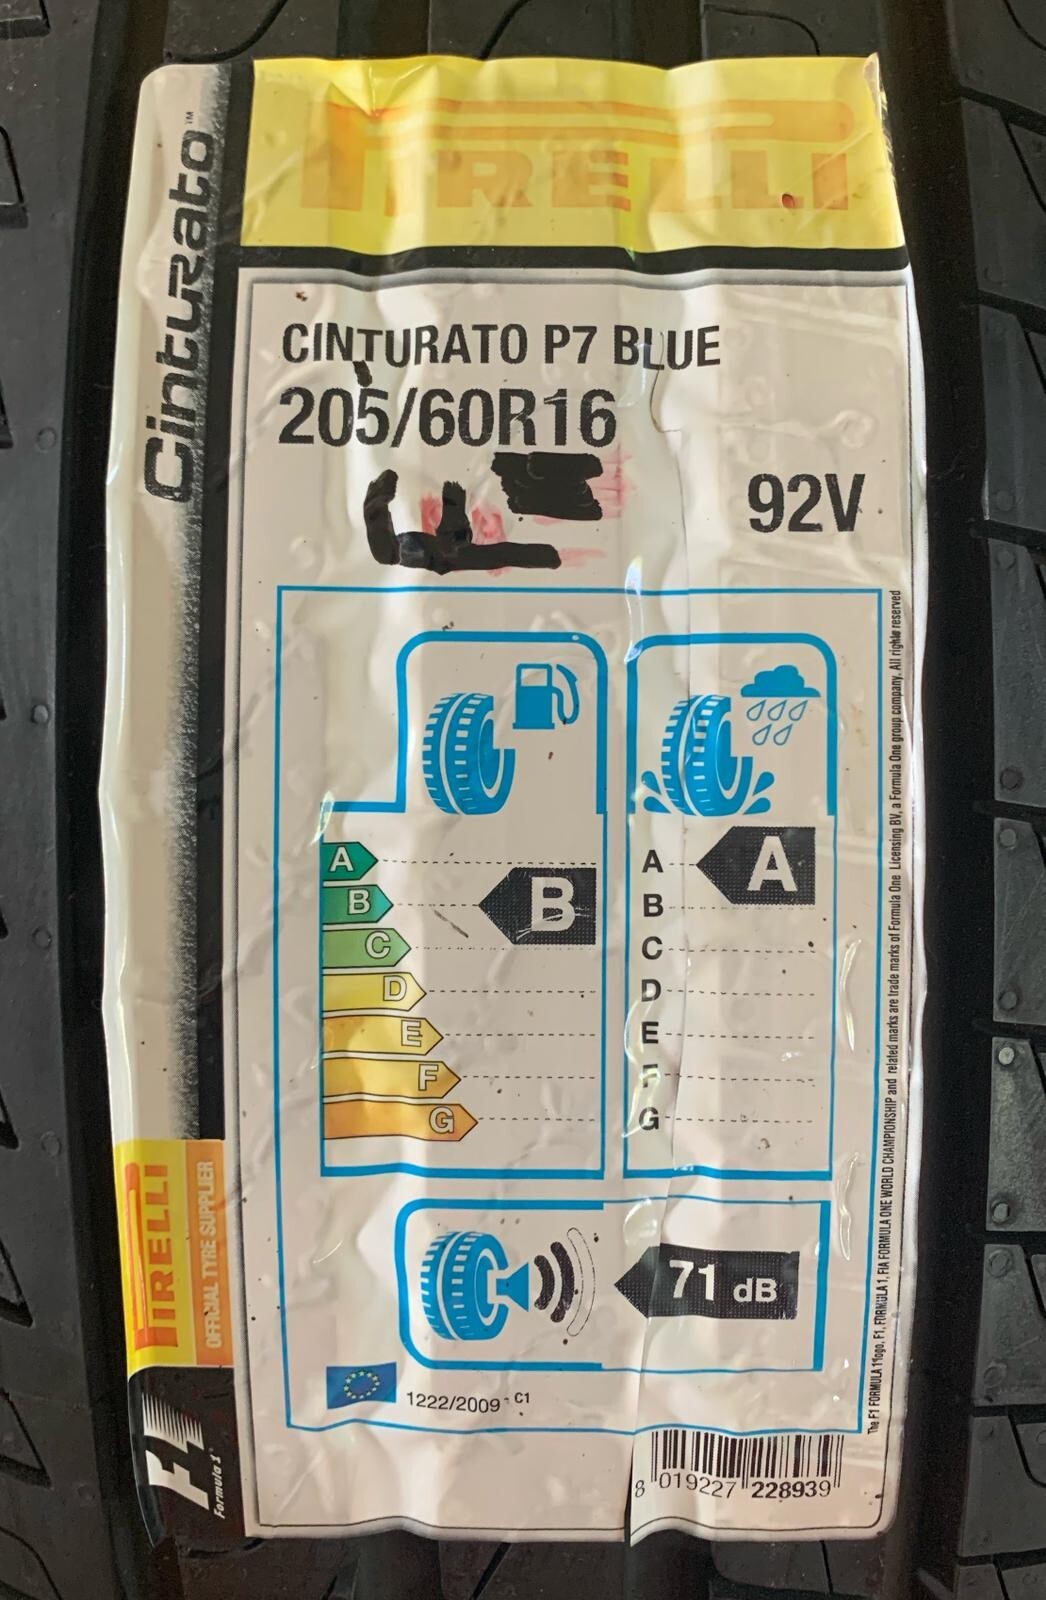 PIRELLI
Cinturato™
CINTURATO P7 BLUE
205/60R16
92V
A
B
C
D
E
F
G
B
A
B
C
D
E
F
G
A
71 dB
1222/2009 - C1
8 019227 228939
The F1 FORMULA 1 logo, F1, FORMULA 1, FIA FORMULA ONE WORLD CHAMPIONSHIP and related marks are trade marks of Formula One Licensing BV, a Formula One group company. All rights reserved
PIRELLI
OFFICIAL TYRE SUPPLIER
F1
Formula 1